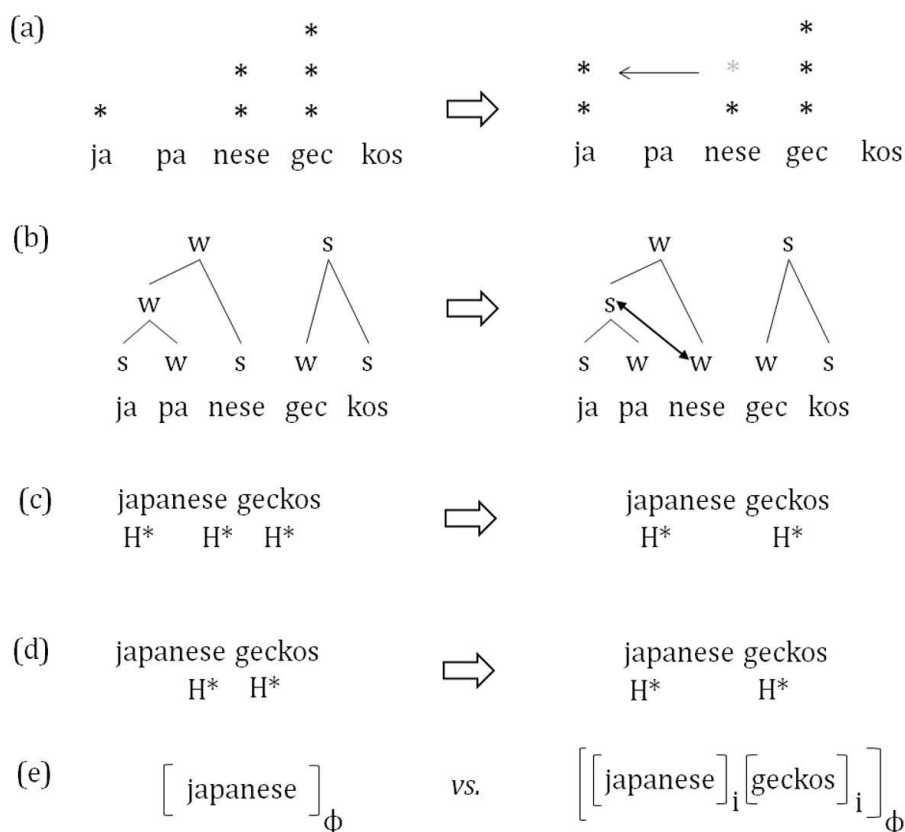 (a)
* *
* * * ← * *
* * * * * *
ja pa nese gec kos ⇨ ja pa nese gec kos
(b)
w s w s
w s
s w s w s ⇨ s w w w s
ja pa nese gec kos ja pa nese gec kos
(c) japanese geckos ⇨ japanese geckos
H* H* H* H* H*
(d) japanese geckos ⇨ japanese geckos
H* H* H* H*
(e) [ japanese ]ϕ vs. [[japanese]i[geckos]i]ϕ